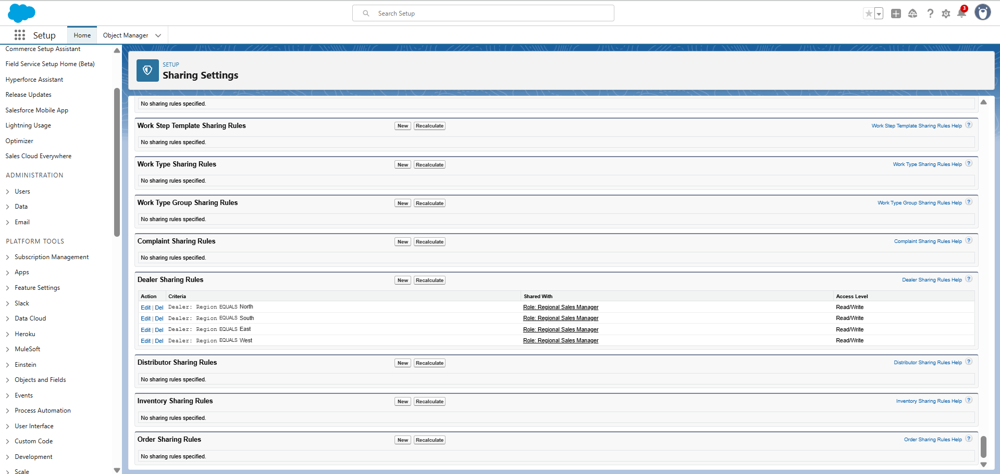 Search Setup
3
Setup
Home
Object Manager
Commerce Setup Assistant
Field Service Setup Home (Beta)
Hyperforce Assistant
Release Updates
Salesforce Mobile App
Lightning Usage
Optimizer
Sales Cloud Everywhere
ADMINISTRATION
Users
Data
Email
PLATFORM TOOLS
Subscription Management
Apps
Feature Settings
Slack
Data Cloud
Heroku
MuleSoft
Einstein
Objects and Fields
Events
Process Automation
User Interface
Custom Code
Development
Scale
SETUP
Sharing Settings
No sharing rules specified.
Work Step Template Sharing Rules New Recalculate Work Step Template Sharing Rules Help ?
No sharing rules specified.
Work Type Sharing Rules New Recalculate Work Type Sharing Rules Help ?
No sharing rules specified.
Work Type Group Sharing Rules New Recalculate Work Type Group Sharing Rules Help ?
No sharing rules specified.
Complaint Sharing Rules New Recalculate Complaint Sharing Rules Help ?
No sharing rules specified.
Dealer Sharing Rules New Recalculate Dealer Sharing Rules Help ?
Action Criteria Shared With Access Level
Edit | Del Dealer: Region EQUALS North Role: Regional Sales Manager Read/Write
Edit | Del Dealer: Region EQUALS South Role: Regional Sales Manager Read/Write
Edit | Del Dealer: Region EQUALS East Role: Regional Sales Manager Read/Write
Edit | Del Dealer: Region EQUALS West Role: Regional Sales Manager Read/Write
Distributor Sharing Rules New Recalculate Distributor Sharing Rules Help ?
No sharing rules specified.
Inventory Sharing Rules New Recalculate Inventory Sharing Rules Help ?
No sharing rules specified.
Order Sharing Rules New Recalculate Order Sharing Rules Help ?
No sharing rules specified.